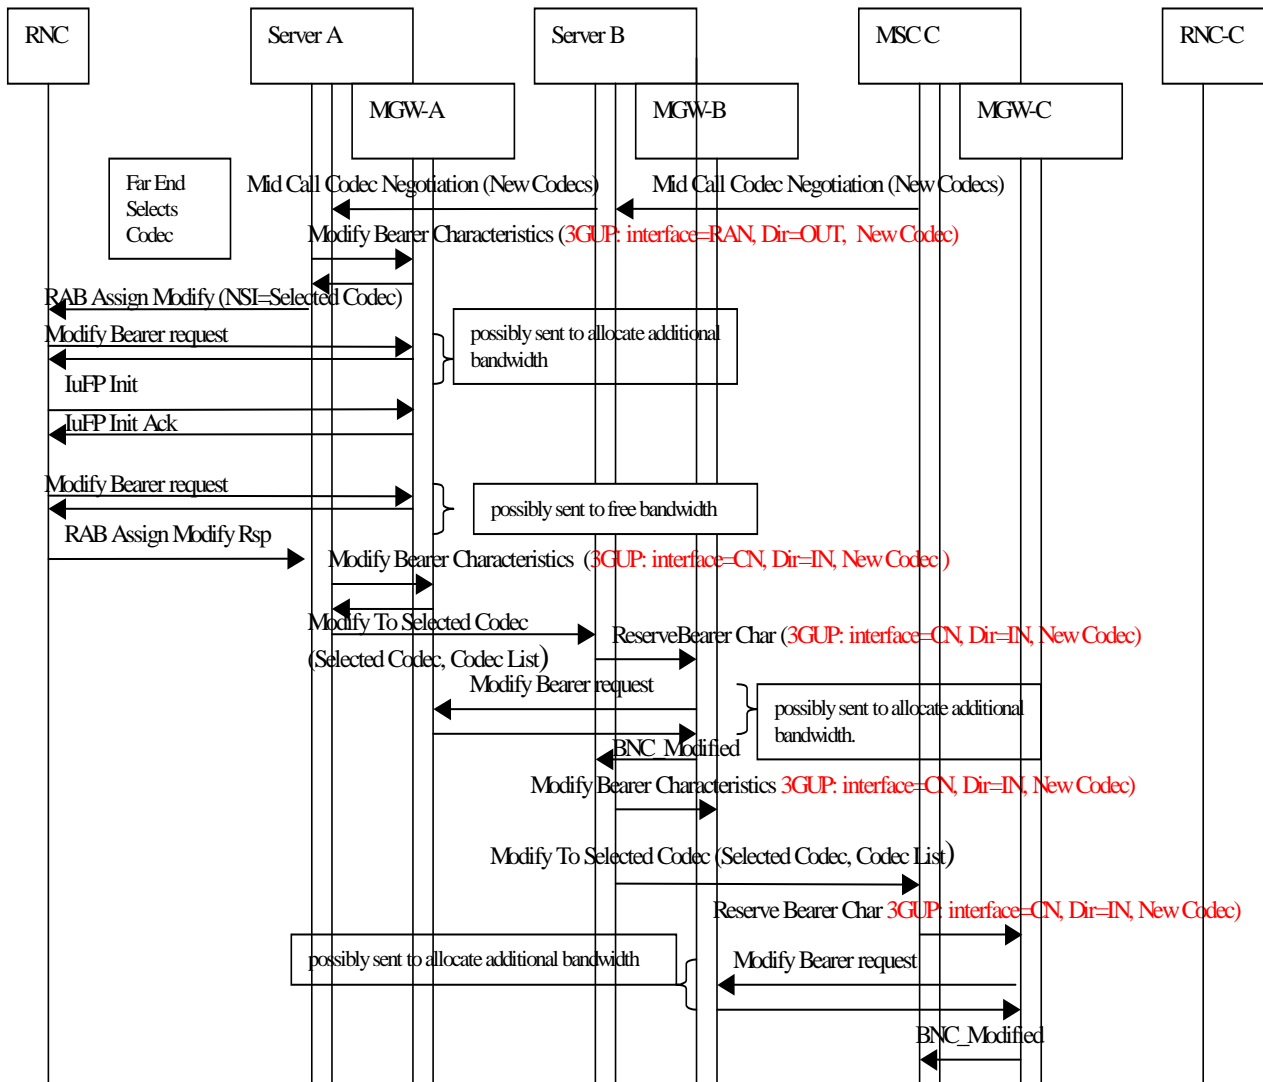 RNC
Server A
Server B
MSC C
RNC-C
MGW-A
MGW-B
MGW-C
Far End
Selects
Codec
Mid Call Codec Negotiation (New Codecs)
Mid Call Codec Negotiation (New Codecs)
Modify Bearer Characteristics (3GUP: interface=RAN, Dir=OUT, New Codec)
RAB Assign Modify (NSI=Selected Codec)
Modify Bearer request
possibly sent to allocate additional
bandwidth
IuFP Init
IuFP Init Ack
Modify Bearer request
possibly sent to free bandwidth
RAB Assign Modify Rsp
Modify Bearer Characteristics (3GUP: interface=CN, Dir=IN, New Codec )
Modify To Selected Codec
(Selected Codec, Codec List)
ReserveBearer Char (3GUP: interface=CN, Dir=IN, New Codec)
Modify Bearer request
possibly sent to allocate additional
bandwidth.
BNC_Modified
Modify Bearer Characteristics 3GUP: interface=CN, Dir=IN, New Codec)
Modify To Selected Codec (Selected Codec, Codec List)
Reserve Bearer Char 3GUP: interface=CN, Dir=IN, New Codec)
possibly sent to allocate additional bandwidth
Modify Bearer request
BNC_Modified